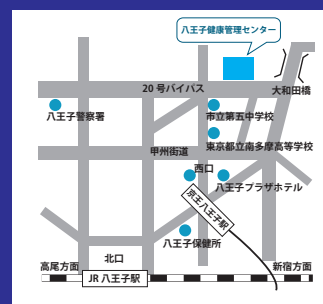 八王子健康管理センター
20号バイパス
大和田橋
八王子警察署
市立第五中学校
東京都立南多摩高等学校
甲州街道
西口
八王子プラザホテル
京王八王子駅
八王子保健所
北口
高尾方面
新宿方面
JR 八王子駅